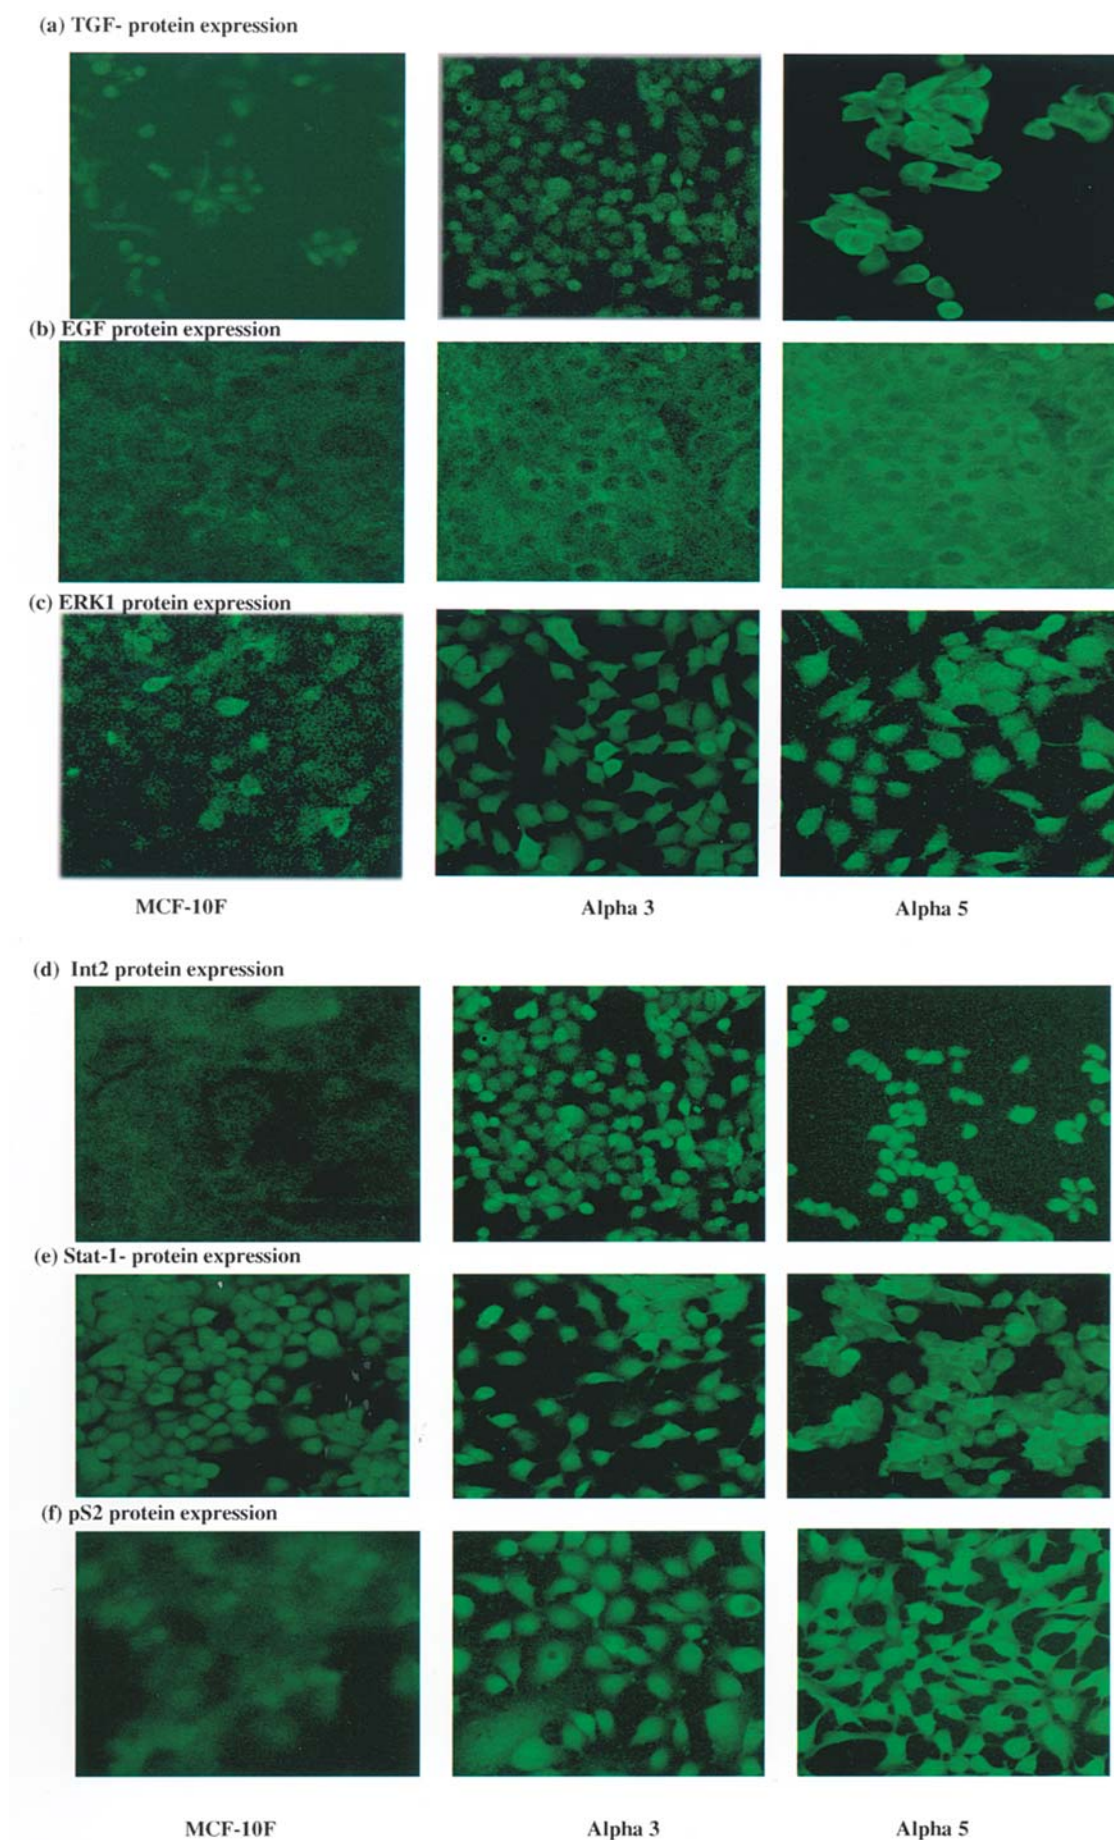 (a) TGF- protein expression
(b) EGF protein expression
(c) ERK1 protein expression
MCF-10F Alpha 3 Alpha 5
(d) Int2 protein expression
(e) Stat-1- protein expression
(f) pS2 protein expression
MCF-10F Alpha 3 Alpha 5